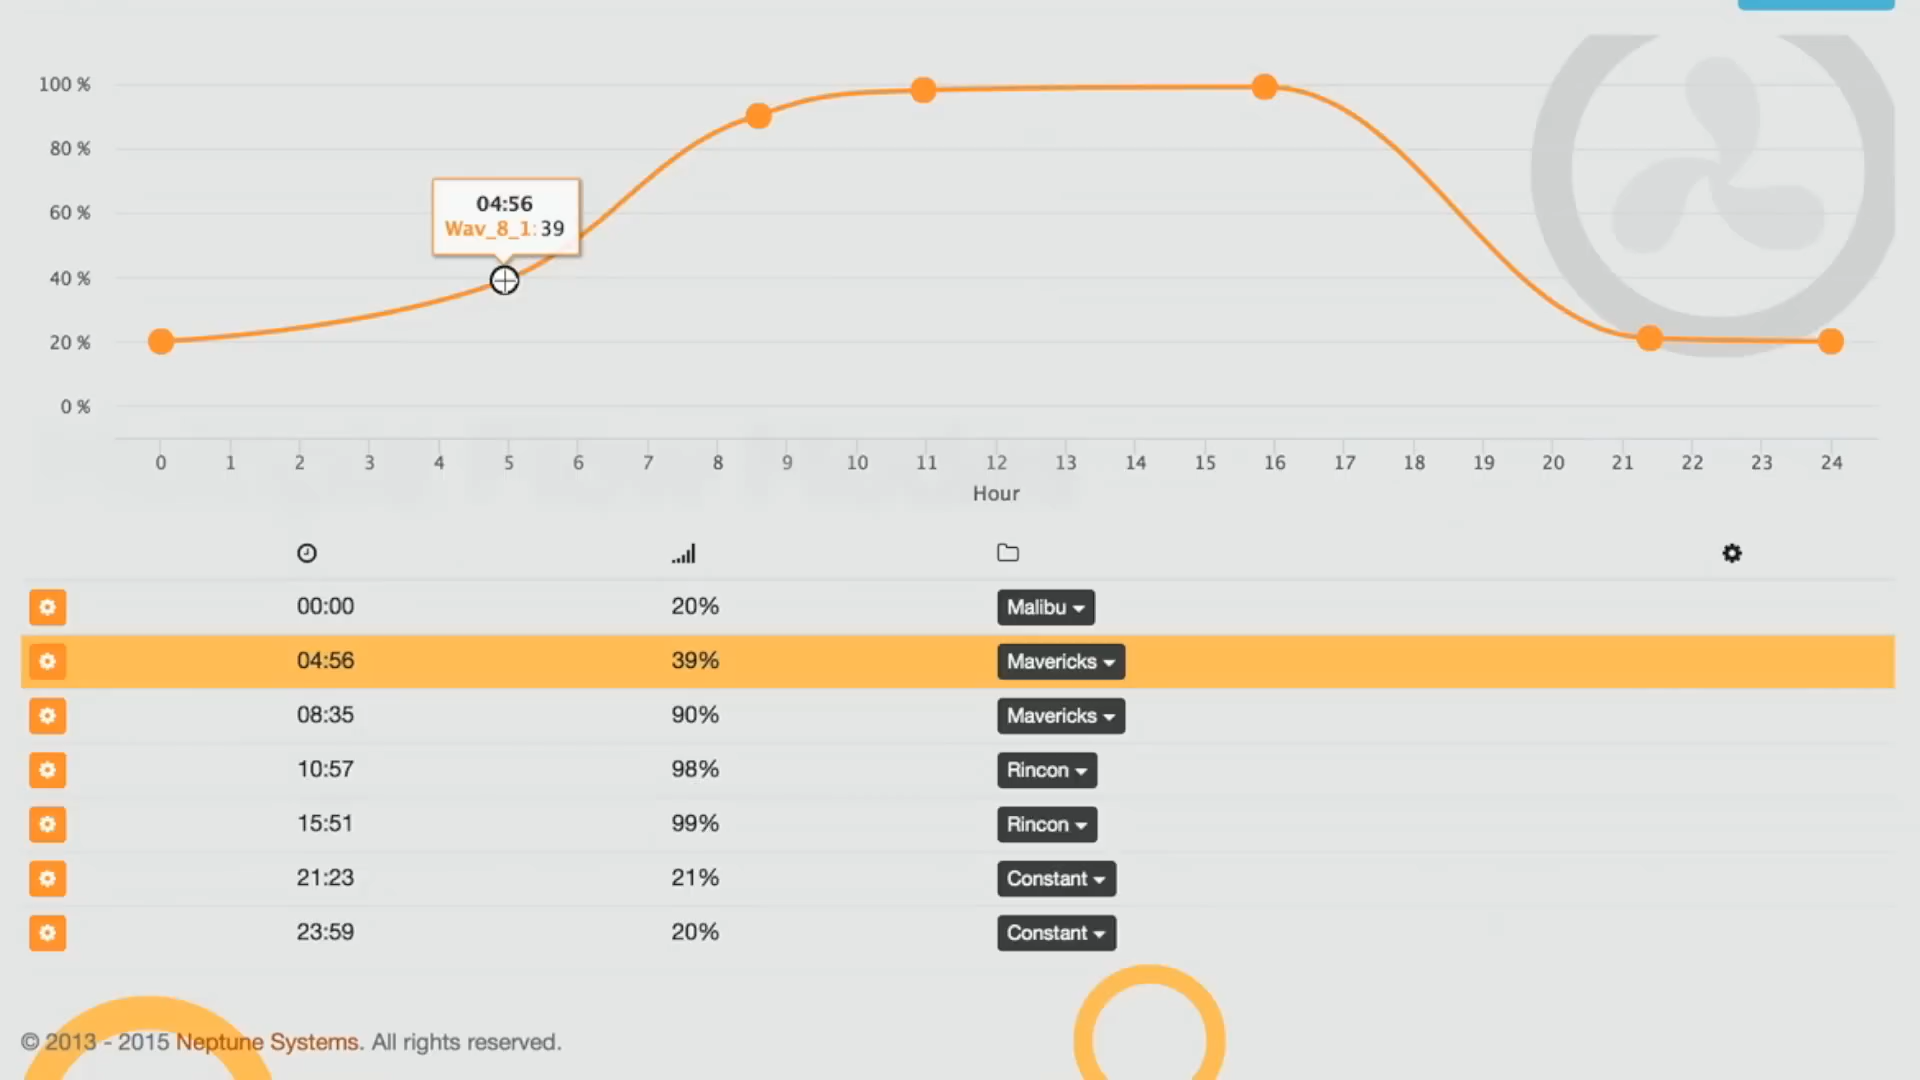 100 %
80 %
60 %
40 %
20 %
0 %
04:56
Wav_8_1: 39
0 1 2 3 4 5 6 7 8 9 10 11 12 13 14 15 16 17 18 19 20 21 22 23 24
Hour
00:00 20% Malibu
04:56 39% Mavericks
08:35 90% Mavericks
10:57 98% Rincon
15:51 99% Rincon
21:23 21% Constant
23:59 20% Constant
© 2013 - 2015 Neptune Systems. All rights reserved.